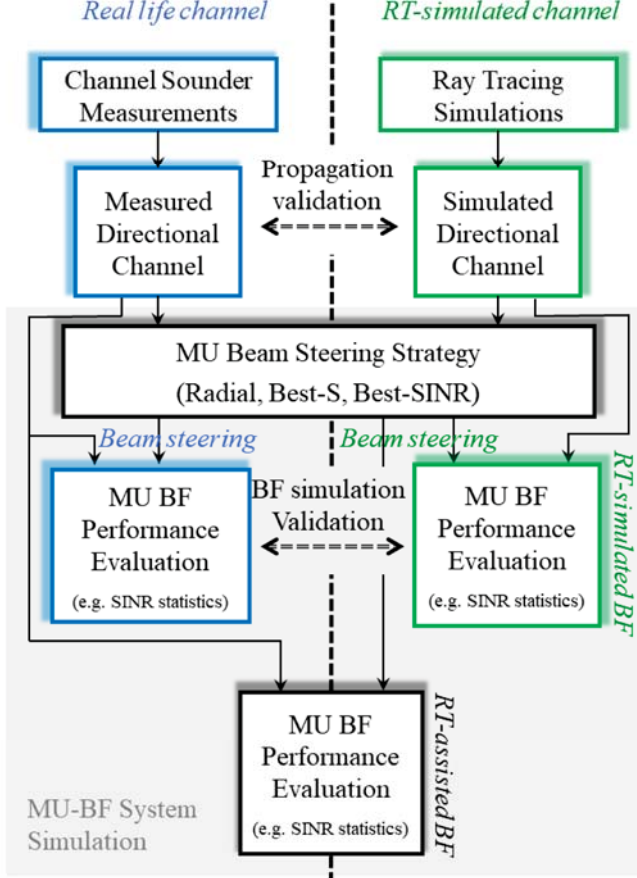 Real life channel
RT-simulated channel
Channel Sounder
Measurements
Ray Tracing
Simulations
Measured
Directional
Channel
Propagation
validation
Simulated
Directional
Channel
MU Beam Steering Strategy
(Radial, Best-S, Best-SINR)
Beam steering
Beam steering
MU BF
Performance
Evaluation
(e.g. SINR statistics)
BF simulation
Validation
MU BF
Performance
Evaluation
(e.g. SINR statistics)
RT-simulated BF
MU BF
Performance
Evaluation
(e.g. SINR statistics)
RT-assisted BF
MU-BF System
Simulation